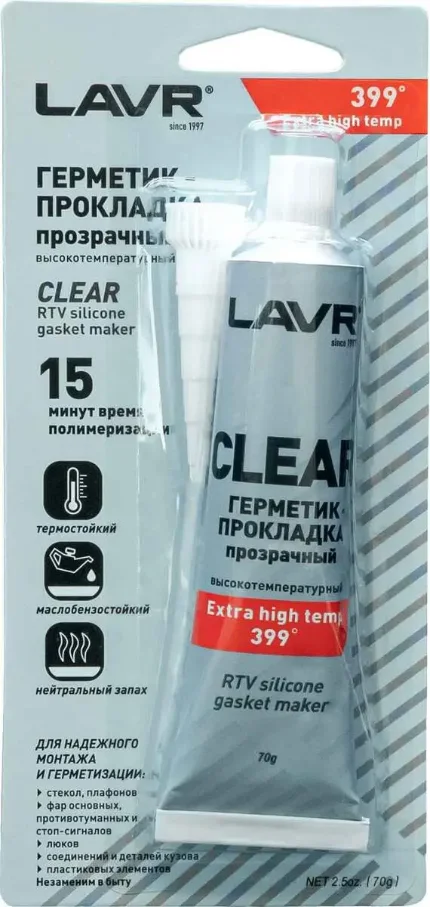 LAVR®
since 1997
399°
Extra high temp
ГЕРМЕТИК-
ПРОКЛАДКА
прозрачный
высокотемпературный
CLEAR
RTV silicone
gasket maker
15
минут время
полимеризации
термостойкий
маслобензостойкий
нейтральный запах
ДЛЯ НАДЕЖНОГО
МОНТАЖА
И ГЕРМЕТИЗАЦИИ:
▸ стекол, плафонов
▸ фар основных,
противотуманных и
стоп-сигналов
▸ люков
▸ соединений и деталей кузова
▸ пластиковых элементов
Незаменим в быту
LAVR
since 1997
CLEAR
ГЕРМЕТИК-
ПРОКЛАДКА
прозрачный
высокотемпературный
Extra high temp
399°
RTV silicone
gasket maker
70g
NET 2.5oz. (70g)